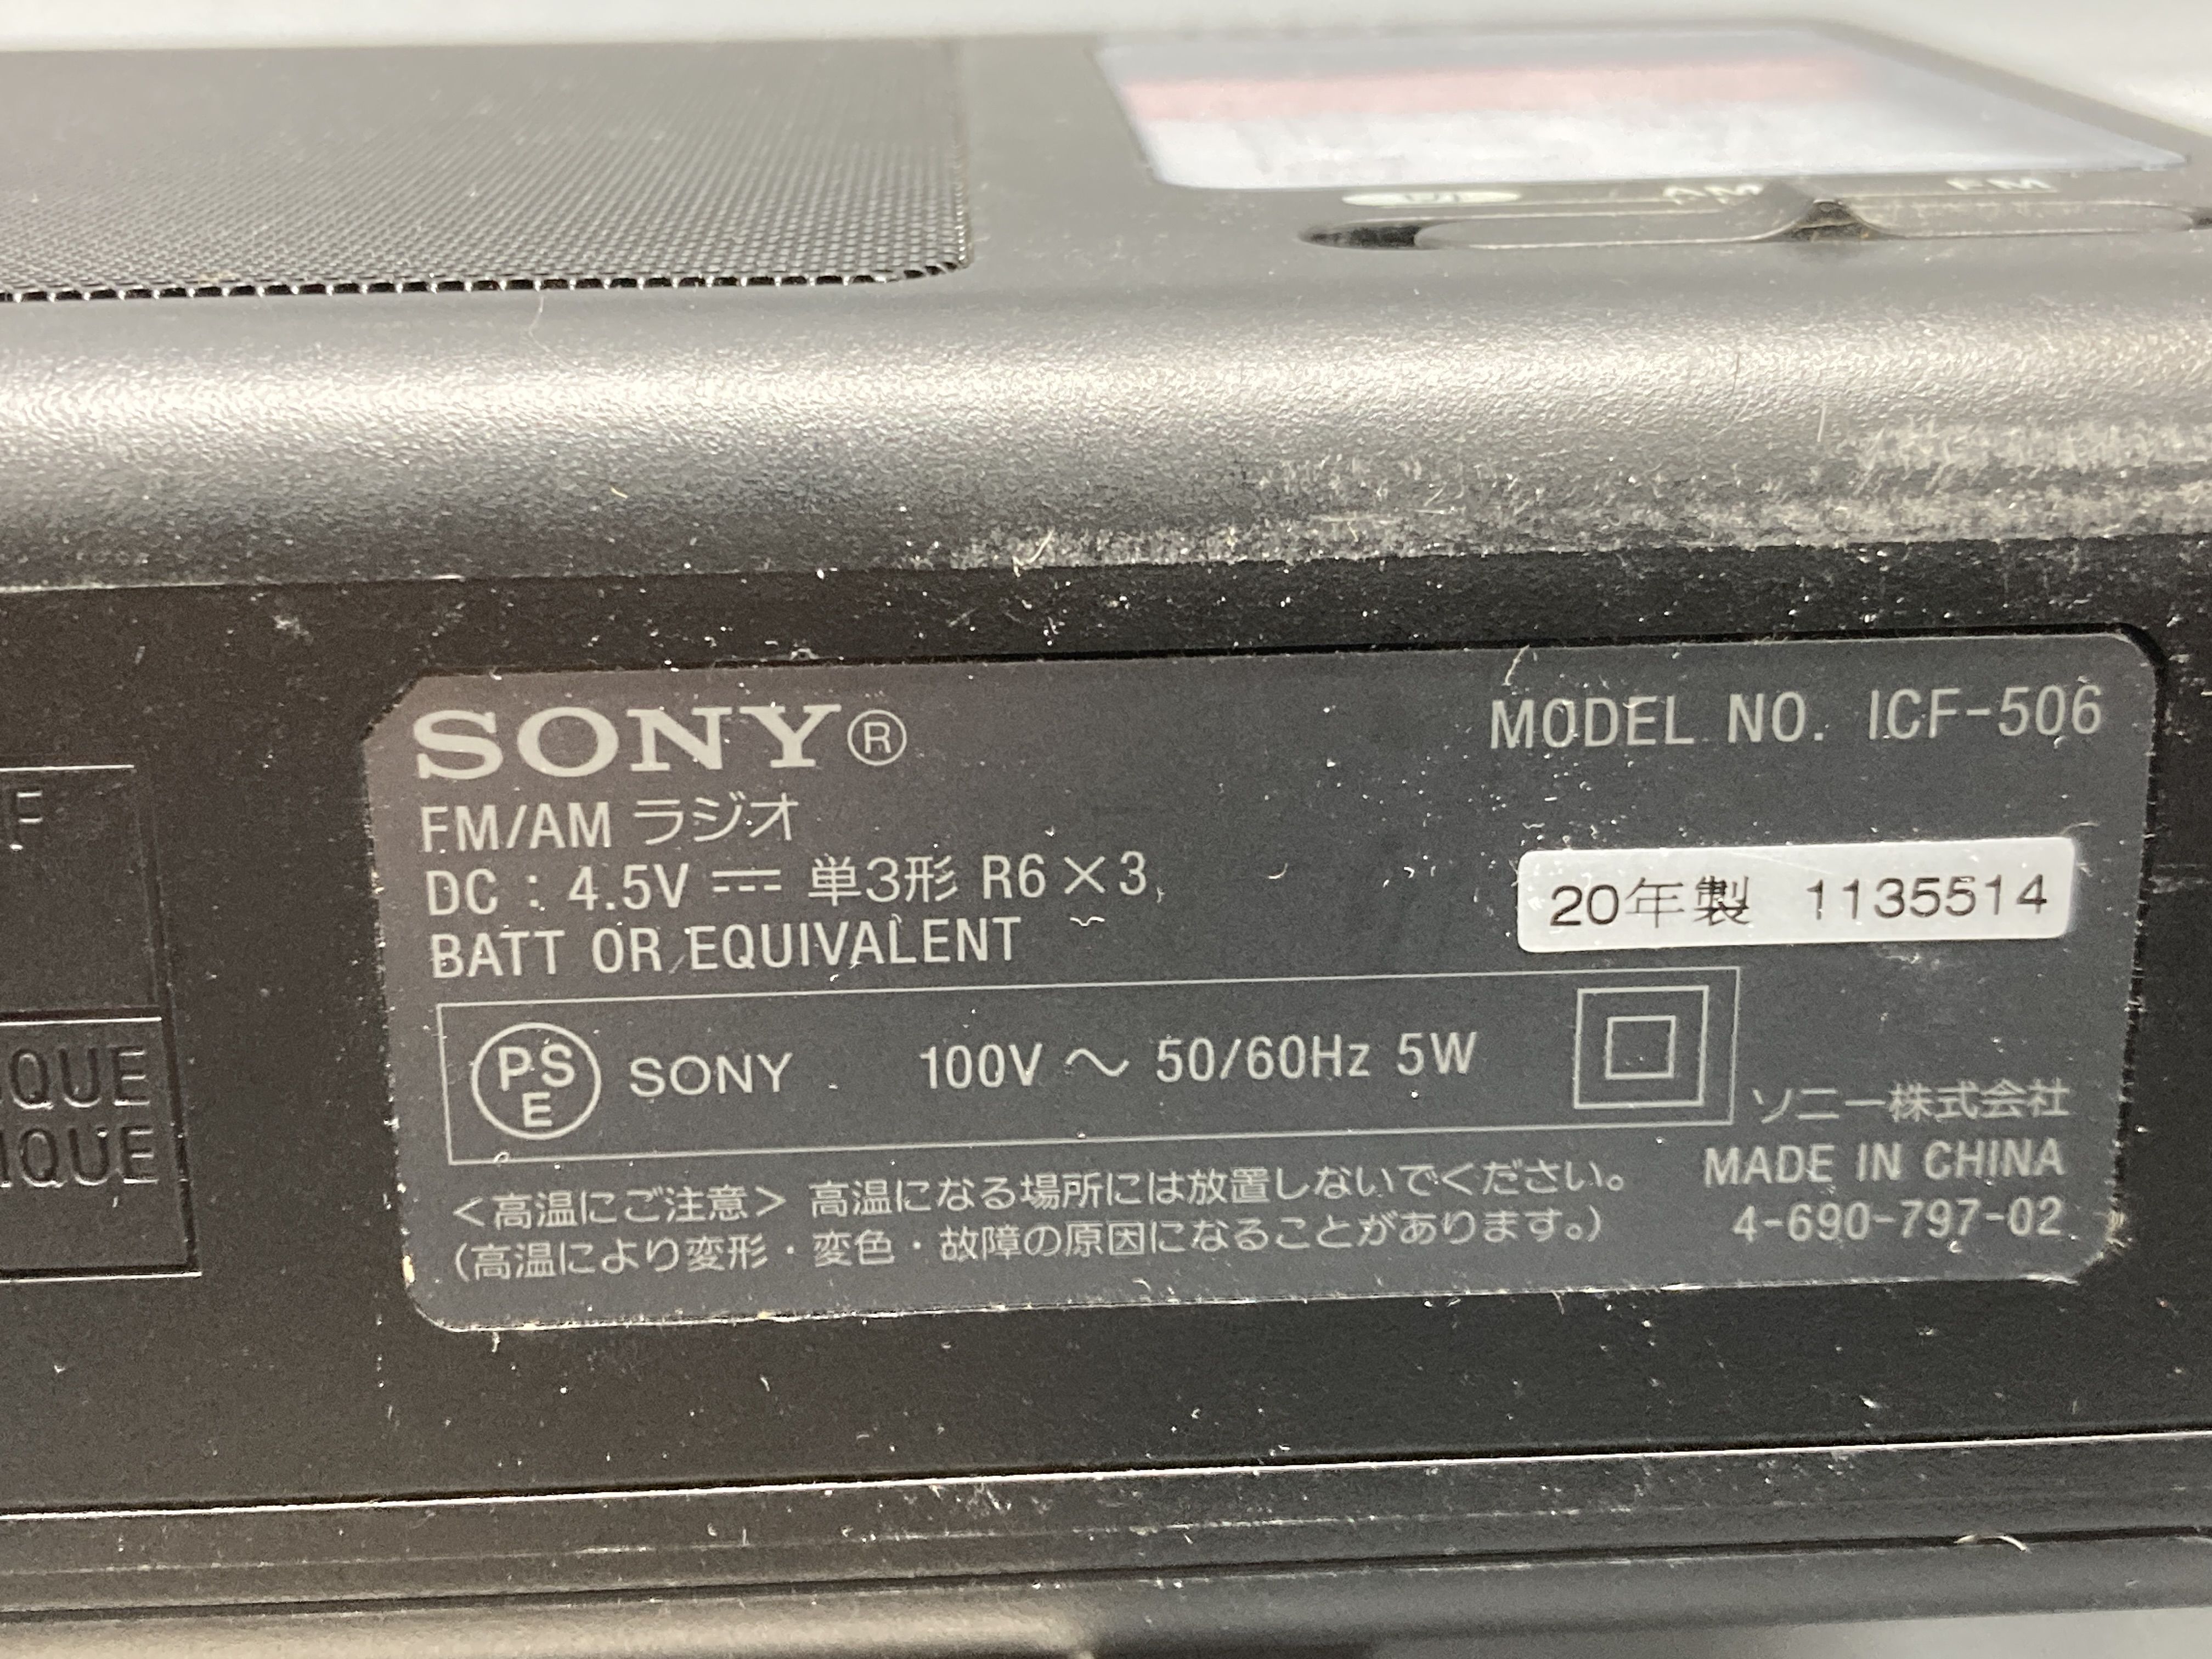 AM FM
SONY®
MODEL NO. ICF-506
FM/AM ラジオ
DC : 4.5V ⎓ 単3形 R6×3
BATT OR EQUIVALENT
20年製 1135514
PSE SONY 100V ～ 50/60Hz 5W
ソニー株式会社
MADE IN CHINA
4-690-797-02
＜高温にご注意＞ 高温になる場所には放置しないでください。
(高温により変形・変色・故障の原因になることがあります。)